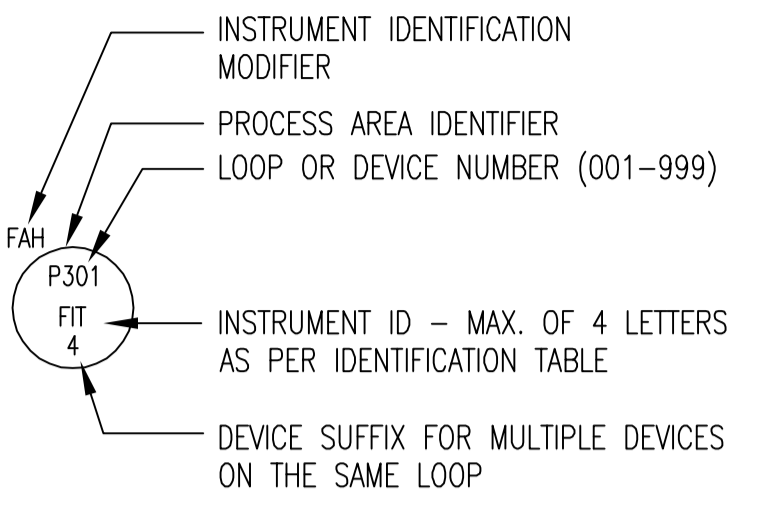 INSTRUMENT IDENTIFICATION
MODIFIER
PROCESS AREA IDENTIFIER
LOOP OR DEVICE NUMBER (001-999)
FAH
P301
FIT
4
INSTRUMENT ID - MAX. OF 4 LETTERS
AS PER IDENTIFICATION TABLE
DEVICE SUFFIX FOR MULTIPLE DEVICES
ON THE SAME LOOP